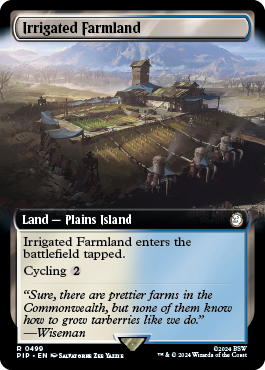 Irrigated Farmland
Land — Plains Island
Irrigated Farmland enters the
battlefield tapped.
Cycling 2
“Sure, there are prettier farms in the
Commonwealth, but none of them know
how to grow tarberries like we do.”
—Wiseman
R 0499
PIP • EN Salvatorre Zee Yazzie
©2024 BSW
™ & © 2024 Wizards of the Coast